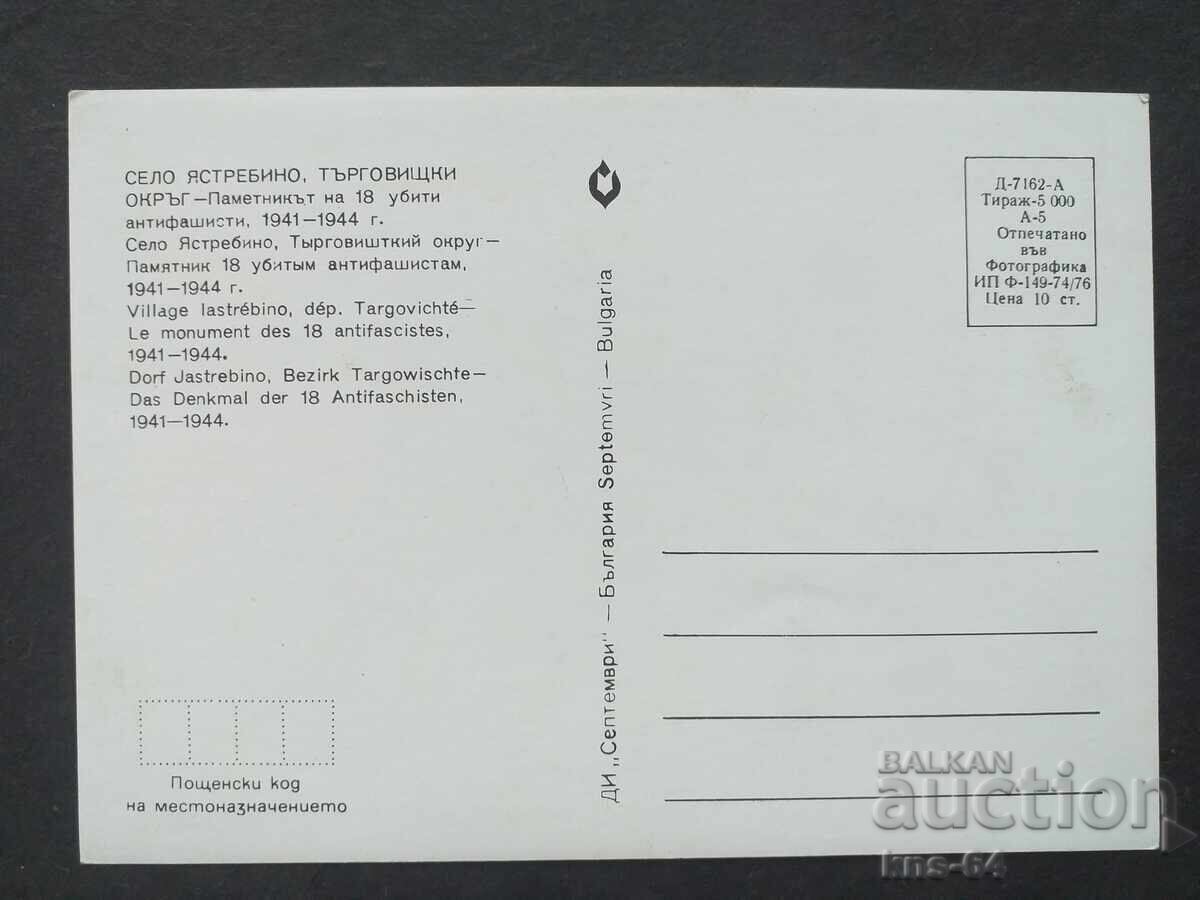 СЕЛО ЯСТРЕБИНО, ТЪРГОВИЩКИ
ОКРЪГ—Паметникът на 18 убити
антифашисти, 1941—1944 г.
Село Ястребино, Тырговишткий округ—
Памятник 18 убитым антифашистам,
1941—1944 г.
Village Iastrébino, dép. Targovichté—
Le monument des 18 antifascistes,
1941—1944.
Dorf Jastrebino, Bezirk Targowischte—
Das Denkmal der 18 Antifaschisten,
1941—1944.
Пощенски код
на местоназначението
ДИ „Септември" — България Septemvri — Bulgaria
Д-7162-А
Тираж-5 000
А-5
Отпечатано
във
Фотографика
ИП Ф-149-74/76
Цена 10 ст.
BALKAN
auction
kns-64